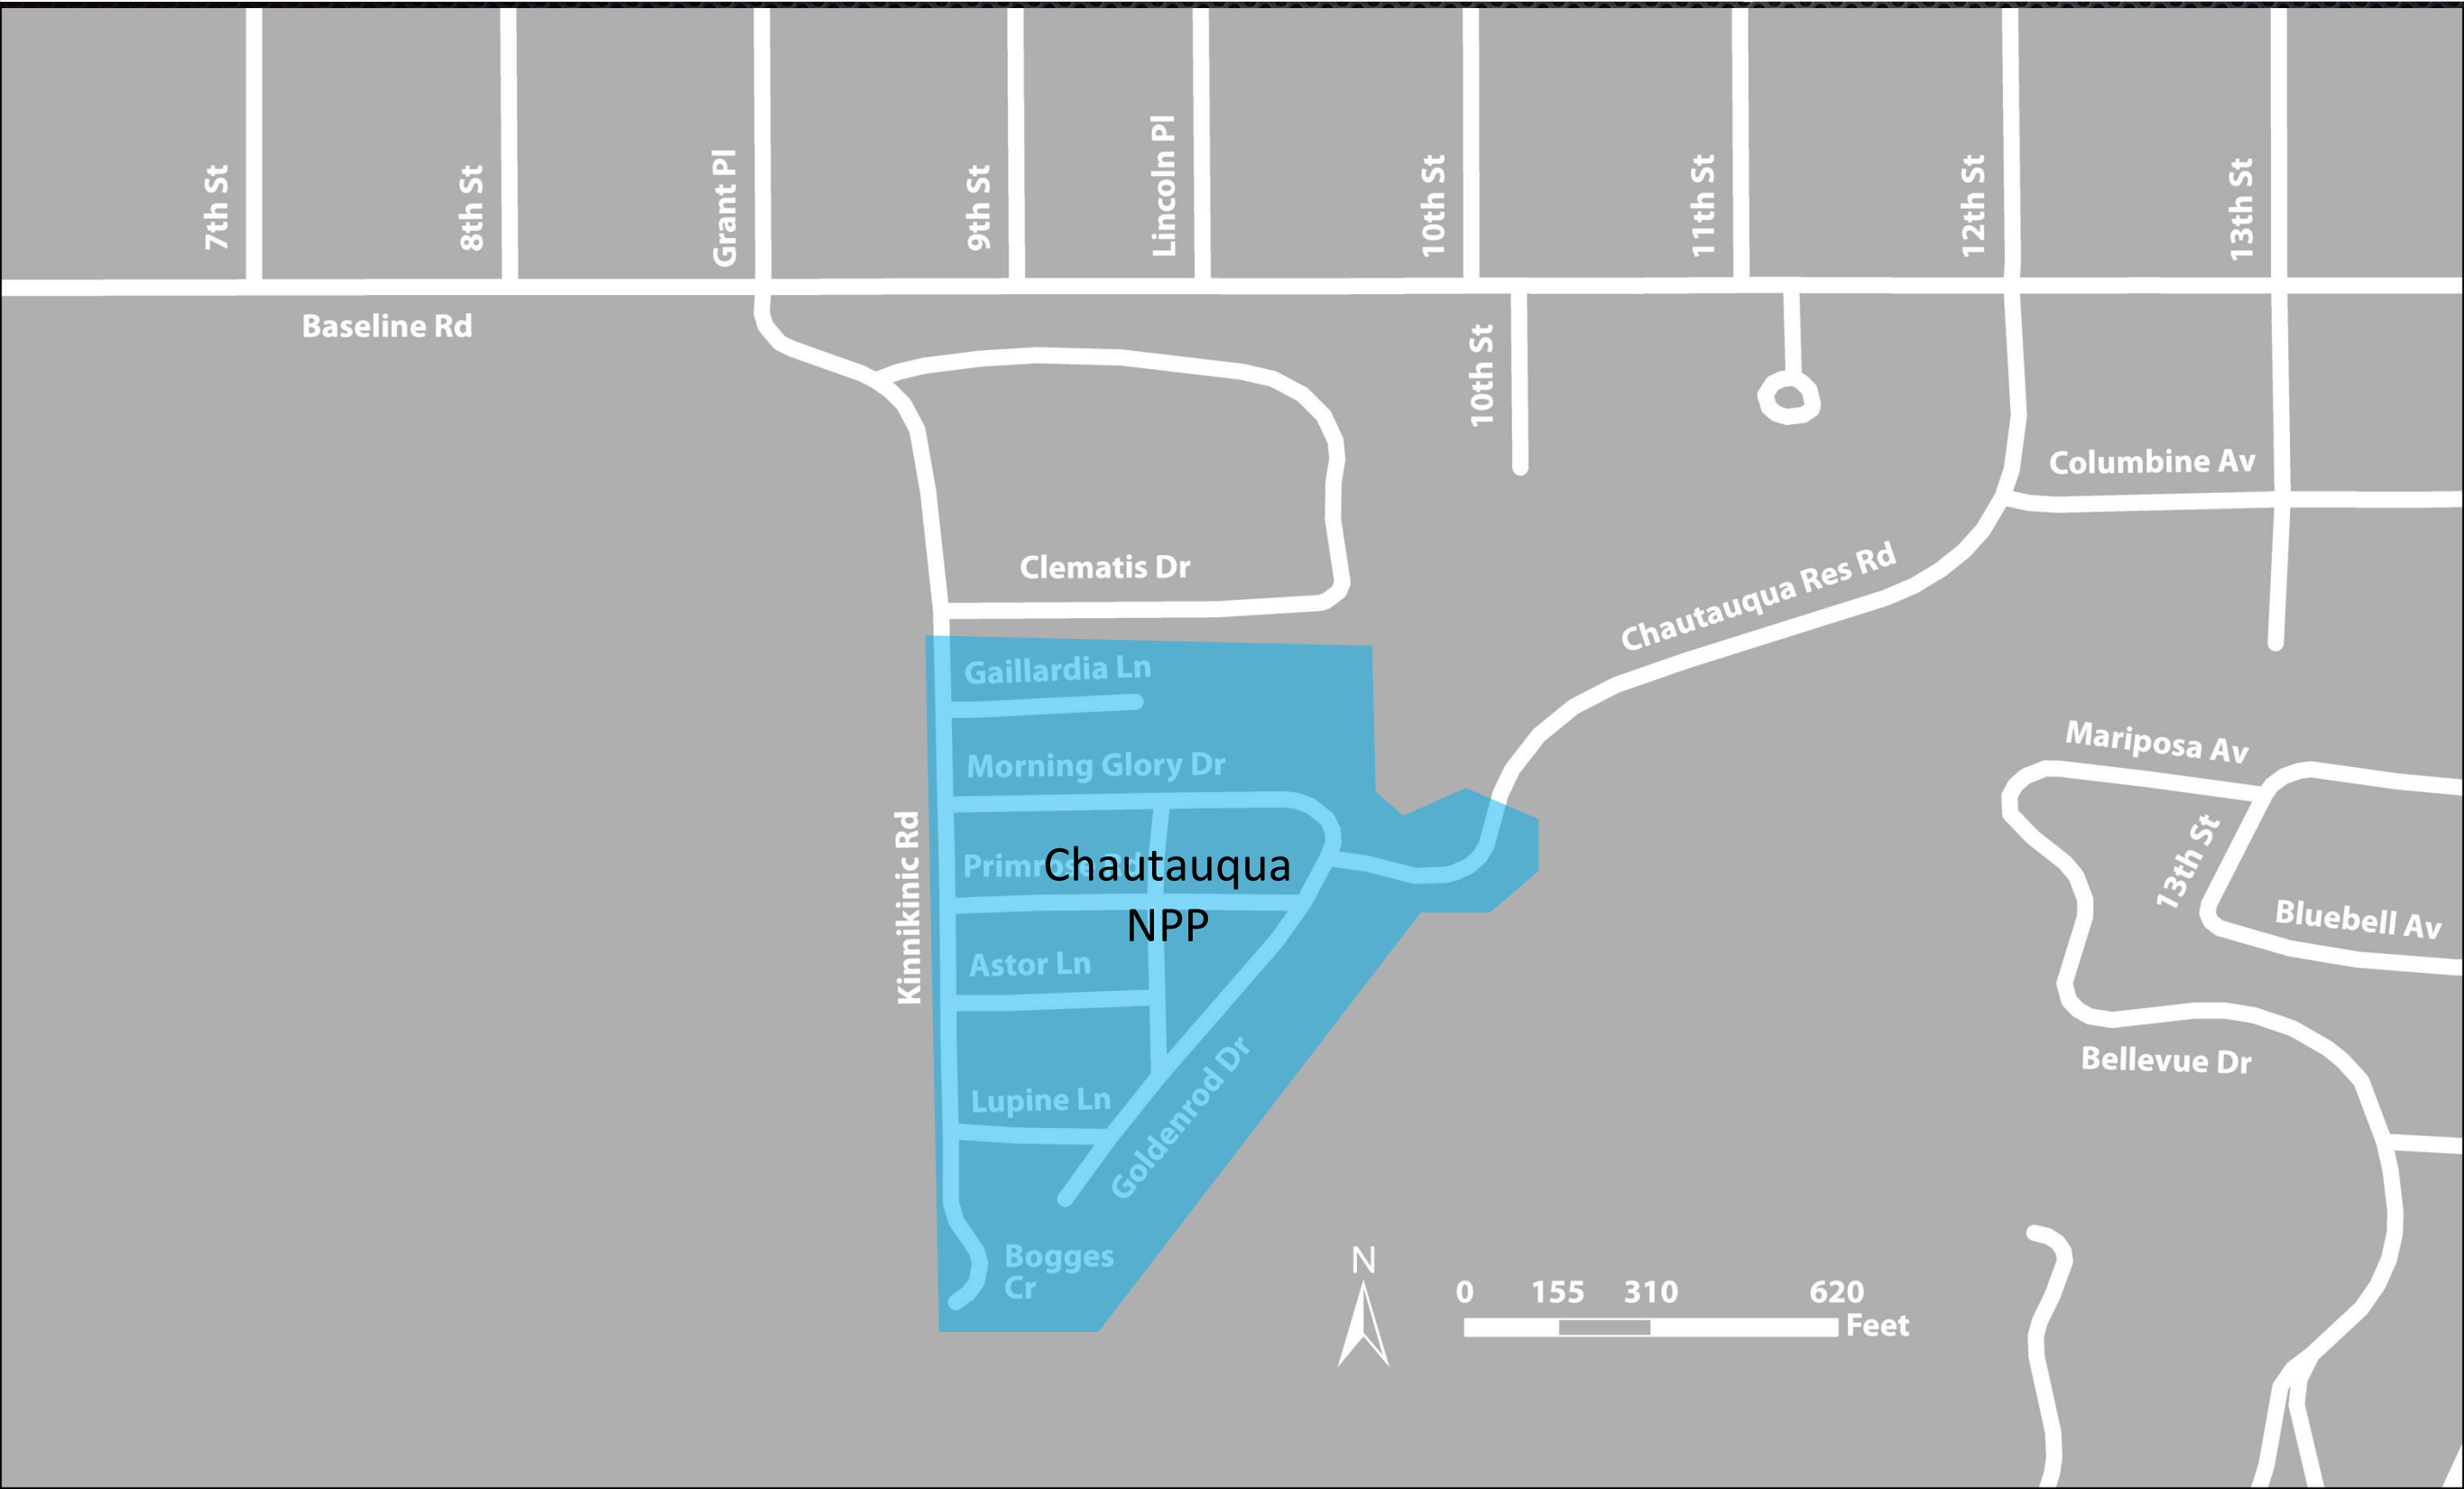 7th St
8th St
Grant Pl
9th St
Lincoln Pl
10th St
11th St
12th St
13th St
Baseline Rd
10th St
Columbine Av
Clematis Dr
Chautauqua Res Rd
Gaillardia Ln
Mariposa Av
Morning Glory Dr
Kinnikinic Rd
Primrose Rd
Chautauqua
NPP
13th St
Bluebell Av
Astor Ln
Bellevue Dr
Lupine Ln
Goldenrod Dr
Bogges
Cr
N
0 155 310 620
Feet